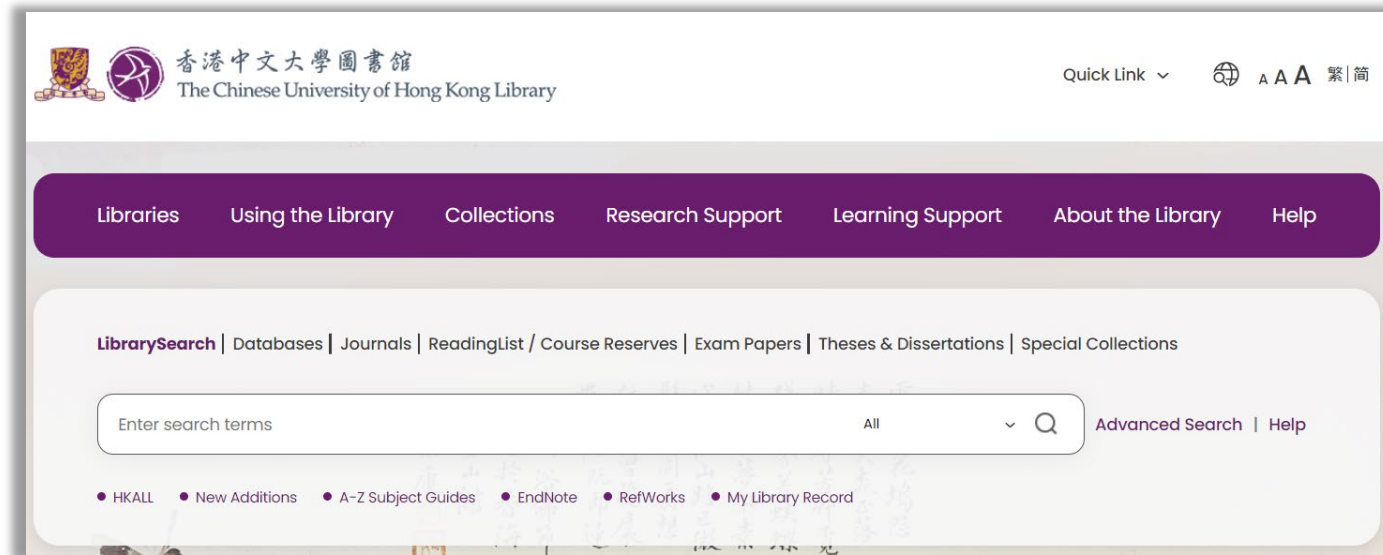 香港中文大學圖書館
The Chinese University of Hong Kong Library
Quick Link
A A A 繁|简
Libraries Using the Library Collections Research Support Learning Support About the Library Help
LibrarySearch | Databases | Journals | ReadingList / Course Reserves | Exam Papers | Theses & Dissertations | Special Collections
Enter search terms All Advanced Search | Help
• HKALL • New Additions • A-Z Subject Guides • EndNote • RefWorks • My Library Record